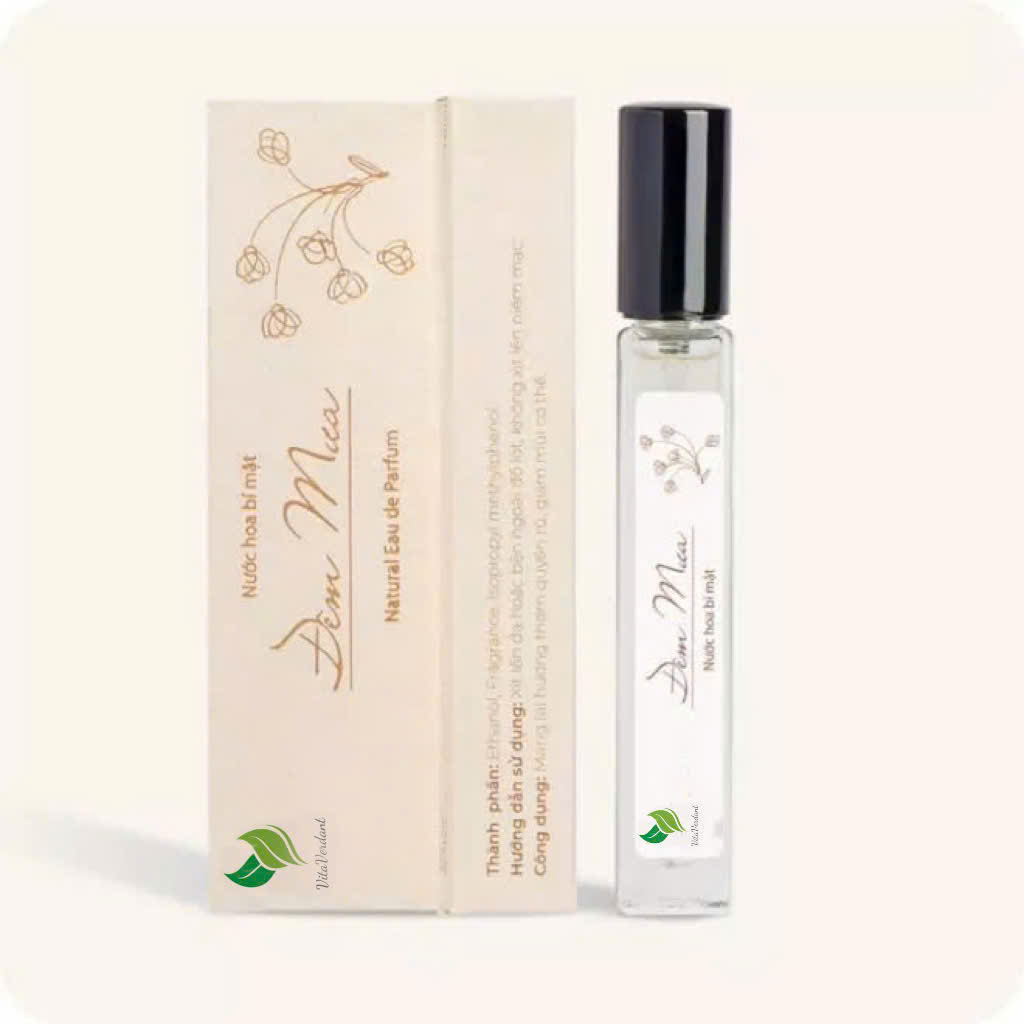 Nước hoa bí mật
Đêm Mưa
Natural Eau de Parfum
VitaVerdant
Thành phần: Ethanol, Fragrance, Isopropyl methylphenol
Hướng dẫn sử dụng: Xịt lên da hoặc bên ngoài đồ lót, không xịt lên niêm mạc
Công dụng: Mang lại hương thơm quyến rũ, giảm mùi cơ thể.
Đêm Mưa
Nước hoa bí mật
VitaVerdant